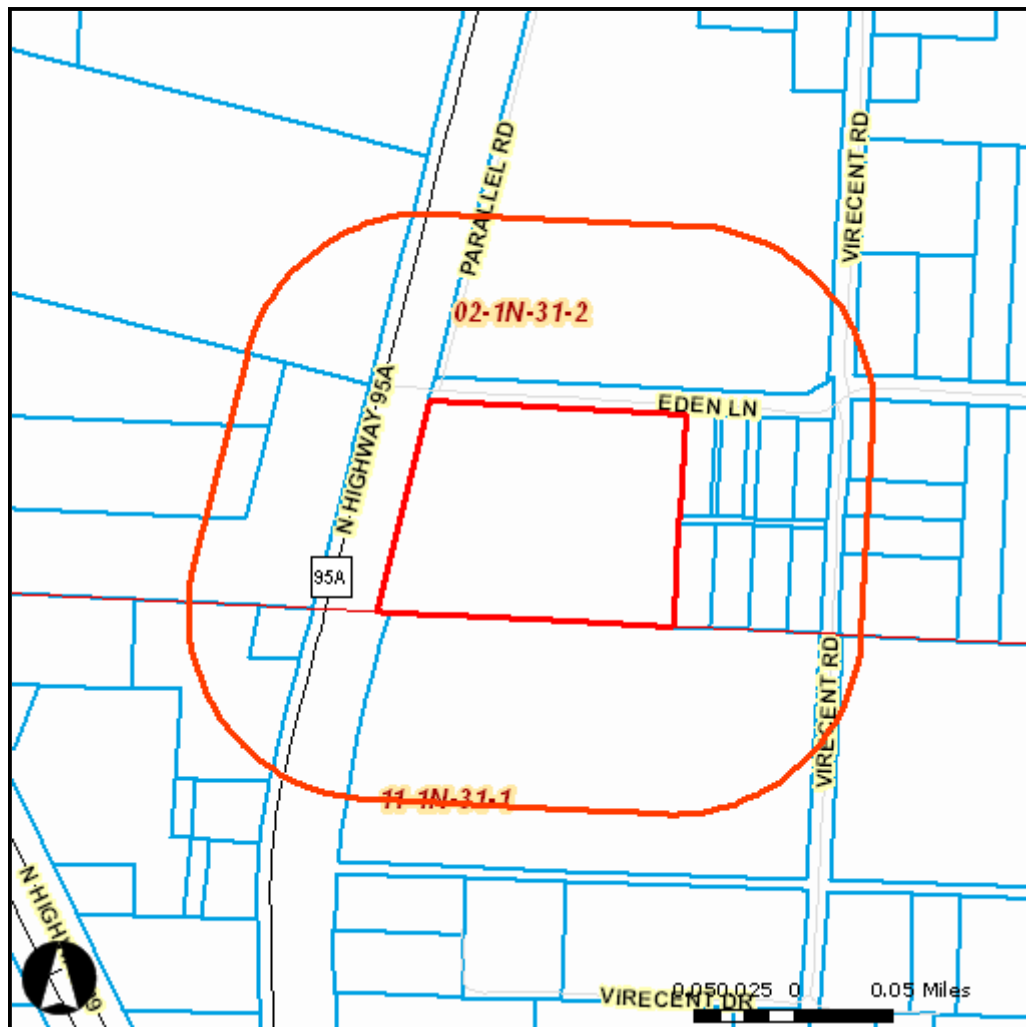 PARALLEL RD
VIRECENT RD
02-1N-31-2
N HIGHWAY 95A
EDEN LN
95A
VIRECENT RD
11-1N-31-1
N HIGH
9
VIRECENT DR
0.050.025 0 0.05 Miles